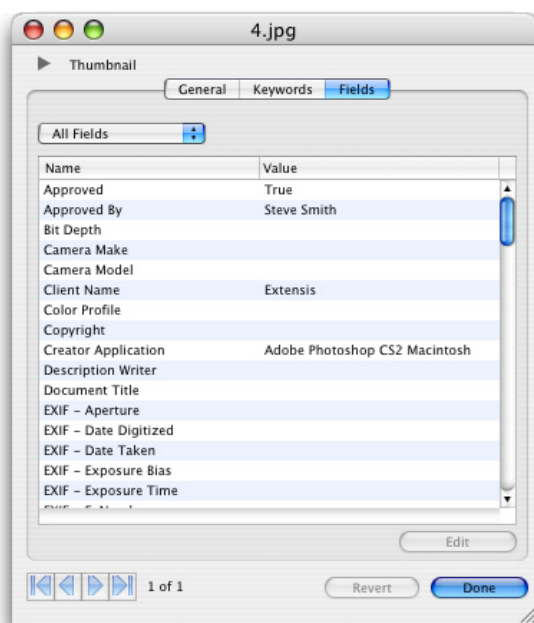 4.jpg
Thumbnail
General Keywords Fields
All Fields
Name Value
Approved True
Approved By Steve Smith
Bit Depth
Camera Make
Camera Model
Client Name Extensis
Color Profile
Copyright
Creator Application Adobe Photoshop CS2 Macintosh
Description Writer
Document Title
EXIF – Aperture
EXIF – Date Digitized
EXIF – Date Taken
EXIF – Exposure Bias
EXIF – Exposure Time
Edit
1 of 1 Revert Done